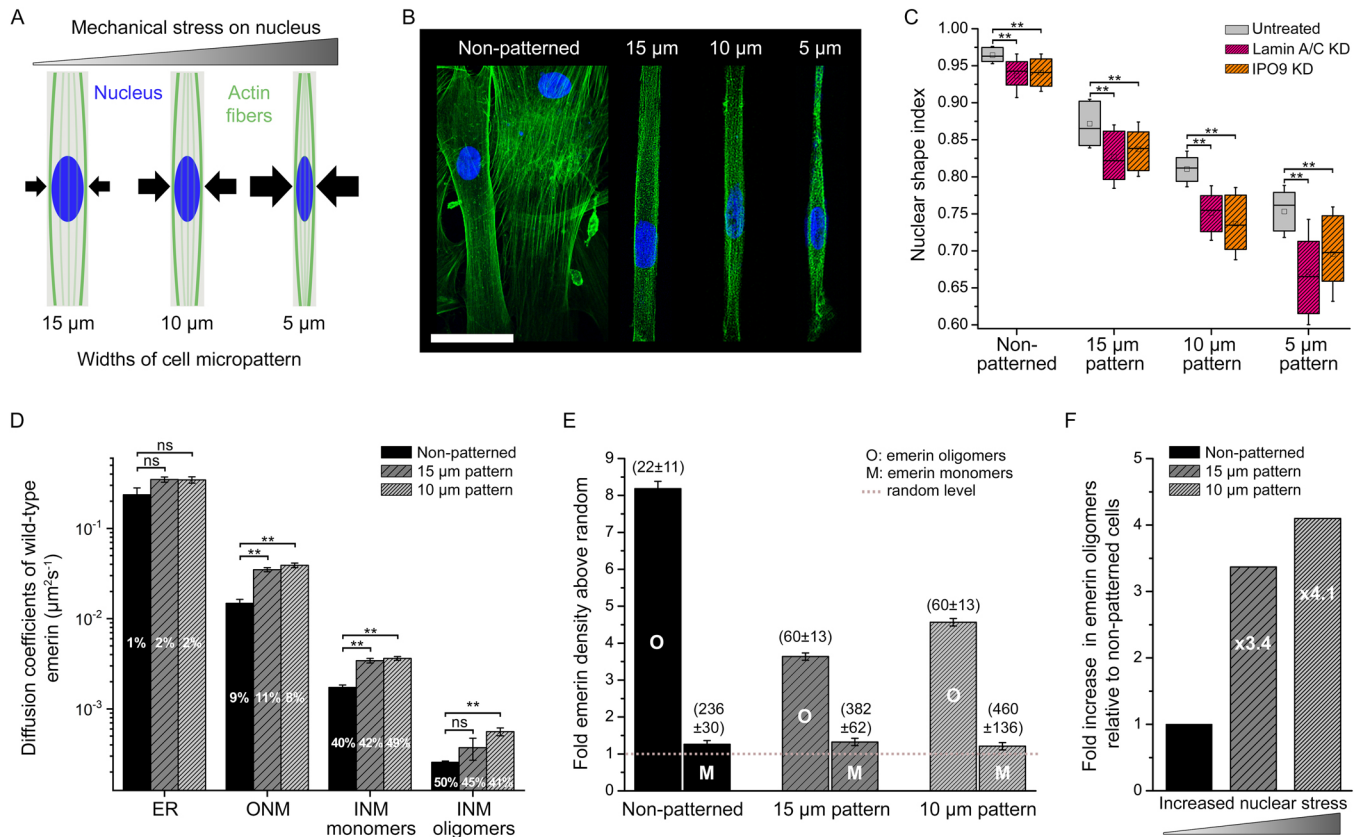 A
Mechanical stress on nucleus
Nucleus
Actin
fibers
15 µm
10 µm
5 µm
Widths of cell micropattern
B
Non-patterned
15 µm
10 µm
5 µm
C
Untreated
Lamin A/C KD
IPO9 KD
Nuclear shape index
1.00
0.95
0.90
0.85
0.80
0.75
0.70
0.65
0.60
**
**
**
**
**
**
**
**
Non-
patterned
15 µm
pattern
10 µm
pattern
5 µm
pattern
D
Non-patterned
15 µm pattern
10 µm pattern
Diffusion coefficients of wild-type
emerin (µm²s⁻¹)
10⁻¹
10⁻²
10⁻³
ns
ns
**
**
**
**
**
ns
1% 2% 2%
9% 11% 8%
40% 42% 49%
50% 45% 41%
ER
ONM
INM
monomers
INM
oligomers
E
O: emerin oligomers
M: emerin monomers
random level
Fold emerin density above random
9
8
7
6
5
4
3
2
1
0
(22±11)
(236
±30)
(60±13)
(382
±62)
(60±13)
(460
±136)
O
M
O
M
O
M
Non-patterned
15 µm pattern
10 µm pattern
F
Non-patterned
15 µm pattern
10 µm pattern
Fold increase in emerin oligomers
relative to non-patterned cells
5
4
3
2
1
0
x3.4
x4.1
Increased nuclear stress